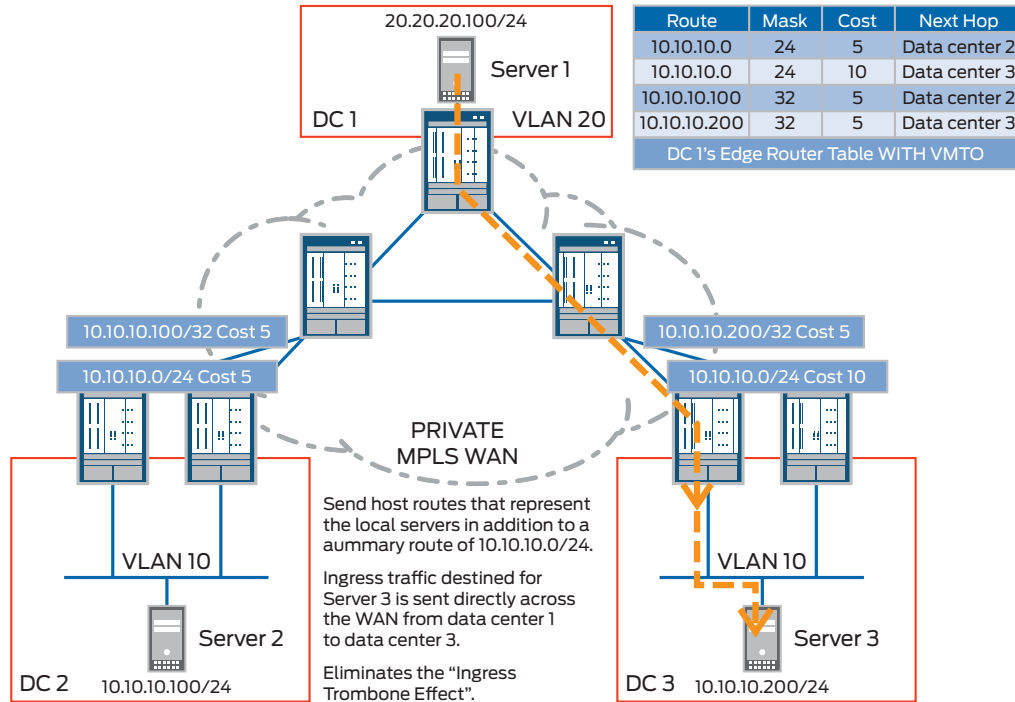 20.20.20.100/24
Server 1
DC 1
VLAN 20
Route Mask Cost Next Hop
10.10.10.0 24 5 Data center 2
10.10.10.0 24 10 Data center 3
10.10.10.100 32 5 Data center 2
10.10.10.200 32 5 Data center 3
DC 1's Edge Router Table WITH VMTO
10.10.10.100/32 Cost 5
10.10.10.200/32 Cost 5
10.10.10.0/24 Cost 5
10.10.10.0/24 Cost 10
PRIVATE
MPLS WAN
Send host routes that represent
the local servers in addition to a
aummary route of 10.10.10.0/24.
Ingress traffic destined for
Server 3 is sent directly across
the WAN from data center 1
to data center 3.
Eliminates the “Ingress
Trombone Effect”.
VLAN 10
Server 2
DC 2
10.10.10.100/24
VLAN 10
Server 3
DC 3
10.10.10.200/24